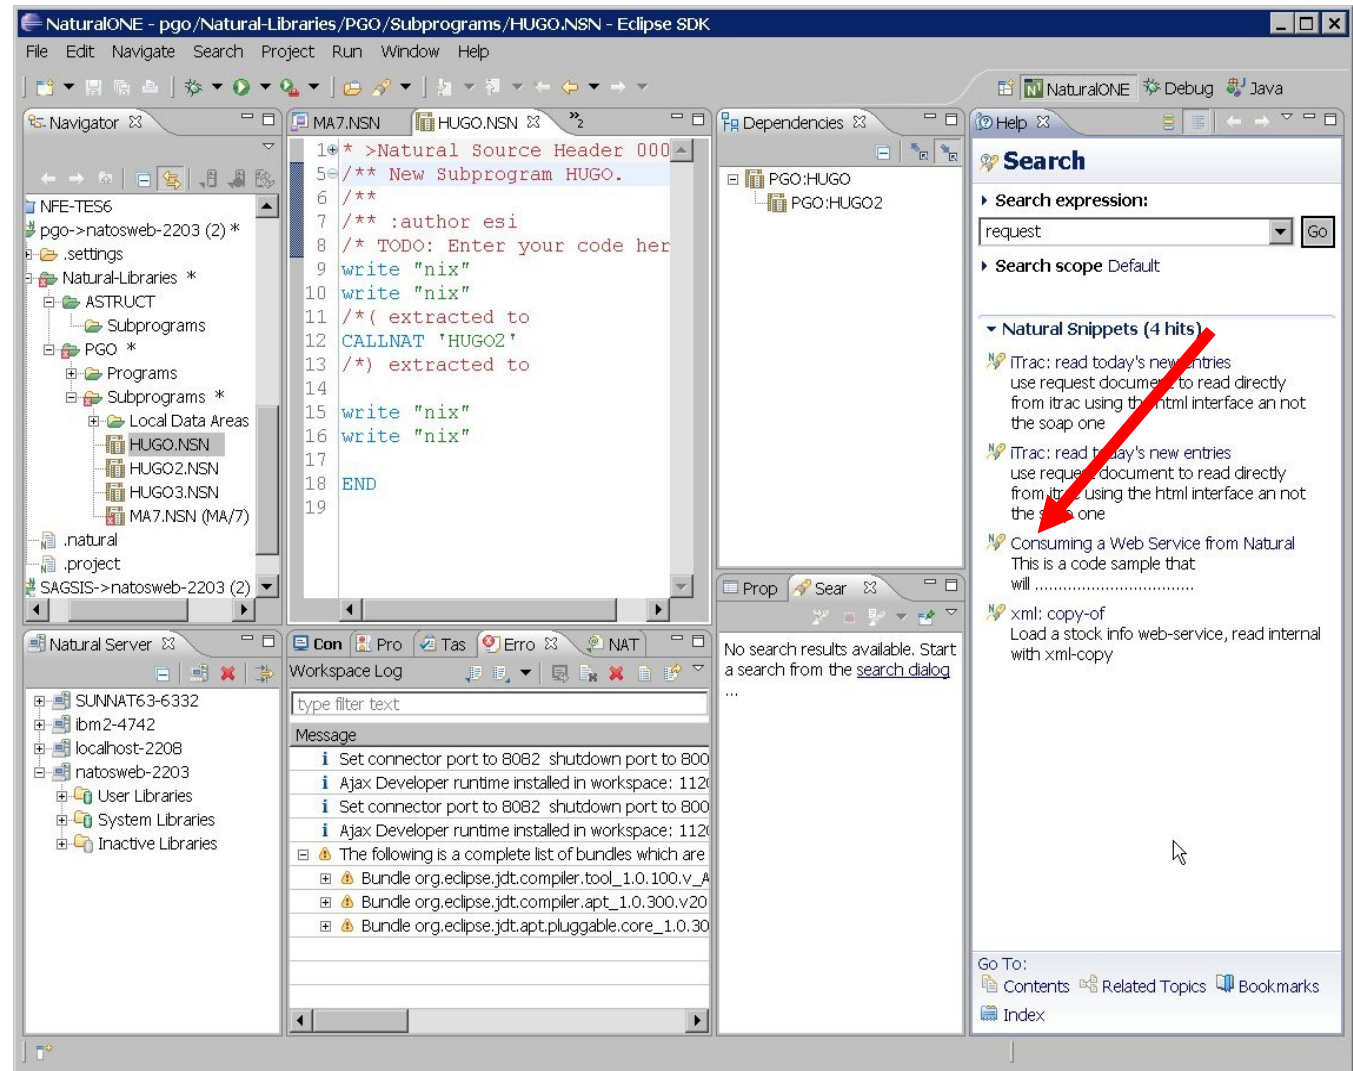 NaturalONE - pgo/Natural-Libraries/PGO/Subprograms/HUGO.NSN - Eclipse SDK
File Edit Navigate Search Project Run Window Help
NaturalONE Debug Java
Navigator
NFE-TES6
pgo->natosweb-2203 (2) *
.settings
Natural-Libraries *
ASTRUCT
Subprograms
PGO *
Programs
Subprograms *
Local Data Areas
HUGO.NSN
HUGO2.NSN
HUGO3.NSN
MA7.NSN (MA/7)
.natural
.project
SAGSIS->natosweb-2203 (2)
MA7.NSN HUGO.NSN 2
1 * >Natural Source Header 000
5 /** New Subprogram HUGO.
6 /**
7 /** :author esi
8 /* TODO: Enter your code her
9 write "nix"
10 write "nix"
11 /*( extracted to
12 CALLNAT 'HUGO2'
13 /*) extracted to
14
15 write "nix"
16 write "nix"
17
18 END
19
Dependencies
PGO:HUGO
PGO:HUGO2
Help
Search
Search expression:
request Go
Search scope Default
Natural Snippets (4 hits)
iTrac: read today's new entries
use request document to read directly
from itrac using the html interface an not
the soap one
iTrac: read today's new entries
use request document to read directly
from itrac using the html interface an not
the soap one
Consuming a Web Service from Natural
This is a code sample that
will ..................................
xml: copy-of
Load a stock info web-service, read internal
with xml-copy
Go To:
Contents Related Topics Bookmarks
Index
Natural Server
SUNNAT63-6332
ibm2-4742
localhost-2208
natosweb-2203
User Libraries
System Libraries
Inactive Libraries
Con Pro Tas Erro NAT
Workspace Log
type filter text
Message
Set connector port to 8082 shutdown port to 800
Ajax Developer runtime installed in workspace: 112
Set connector port to 8082 shutdown port to 800
Ajax Developer runtime installed in workspace: 112
The following is a complete list of bundles which are
Bundle org.eclipse.jdt.compiler.tool_1.0.100.v_A
Bundle org.eclipse.jdt.compiler.apt_1.0.300.v20
Bundle org.eclipse.jdt.apt.pluggable.core_1.0.30
Prop Sear
No search results available. Start
a search from the search dialog
...